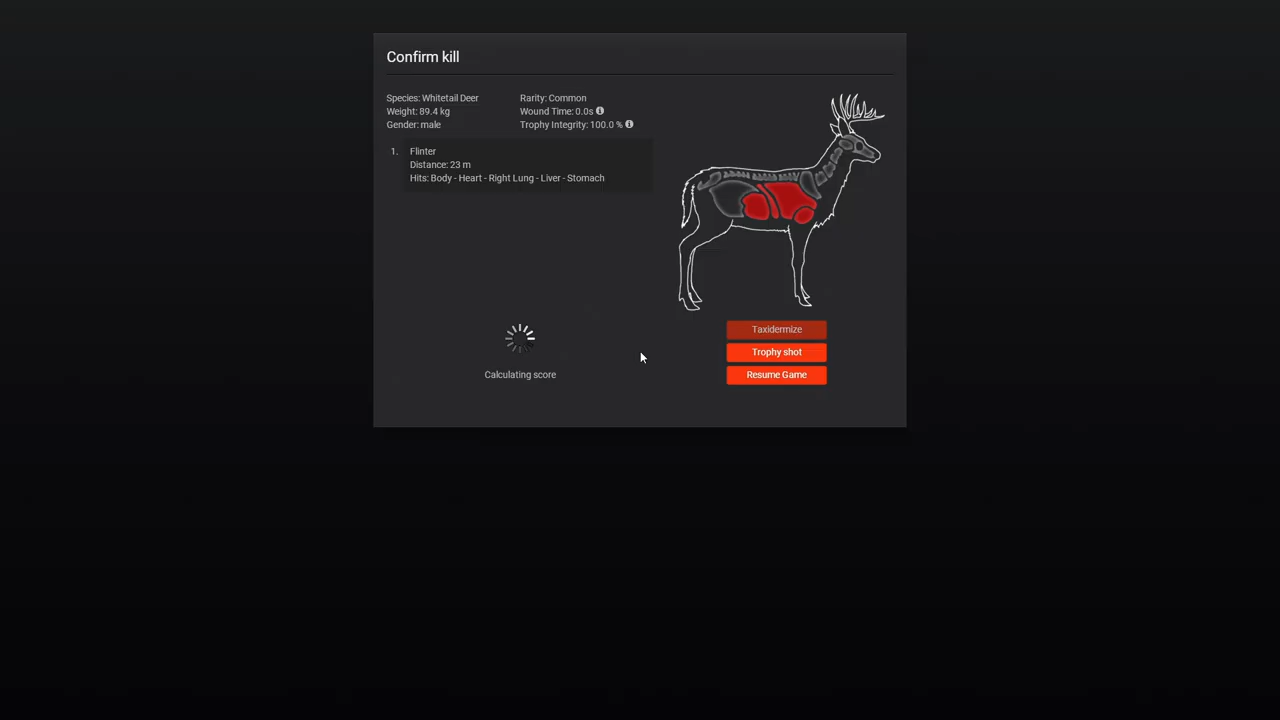 Confirm kill
Species: Whitetail Deer
Weight: 89.4 kg
Gender: male
Rarity: Common
Wound Time: 0.0s
Trophy Integrity: 100.0 %
1. Flinter
Distance: 23 m
Hits: Body - Heart - Right Lung - Liver - Stomach
Calculating score
Taxidermize
Trophy shot
Resume Game